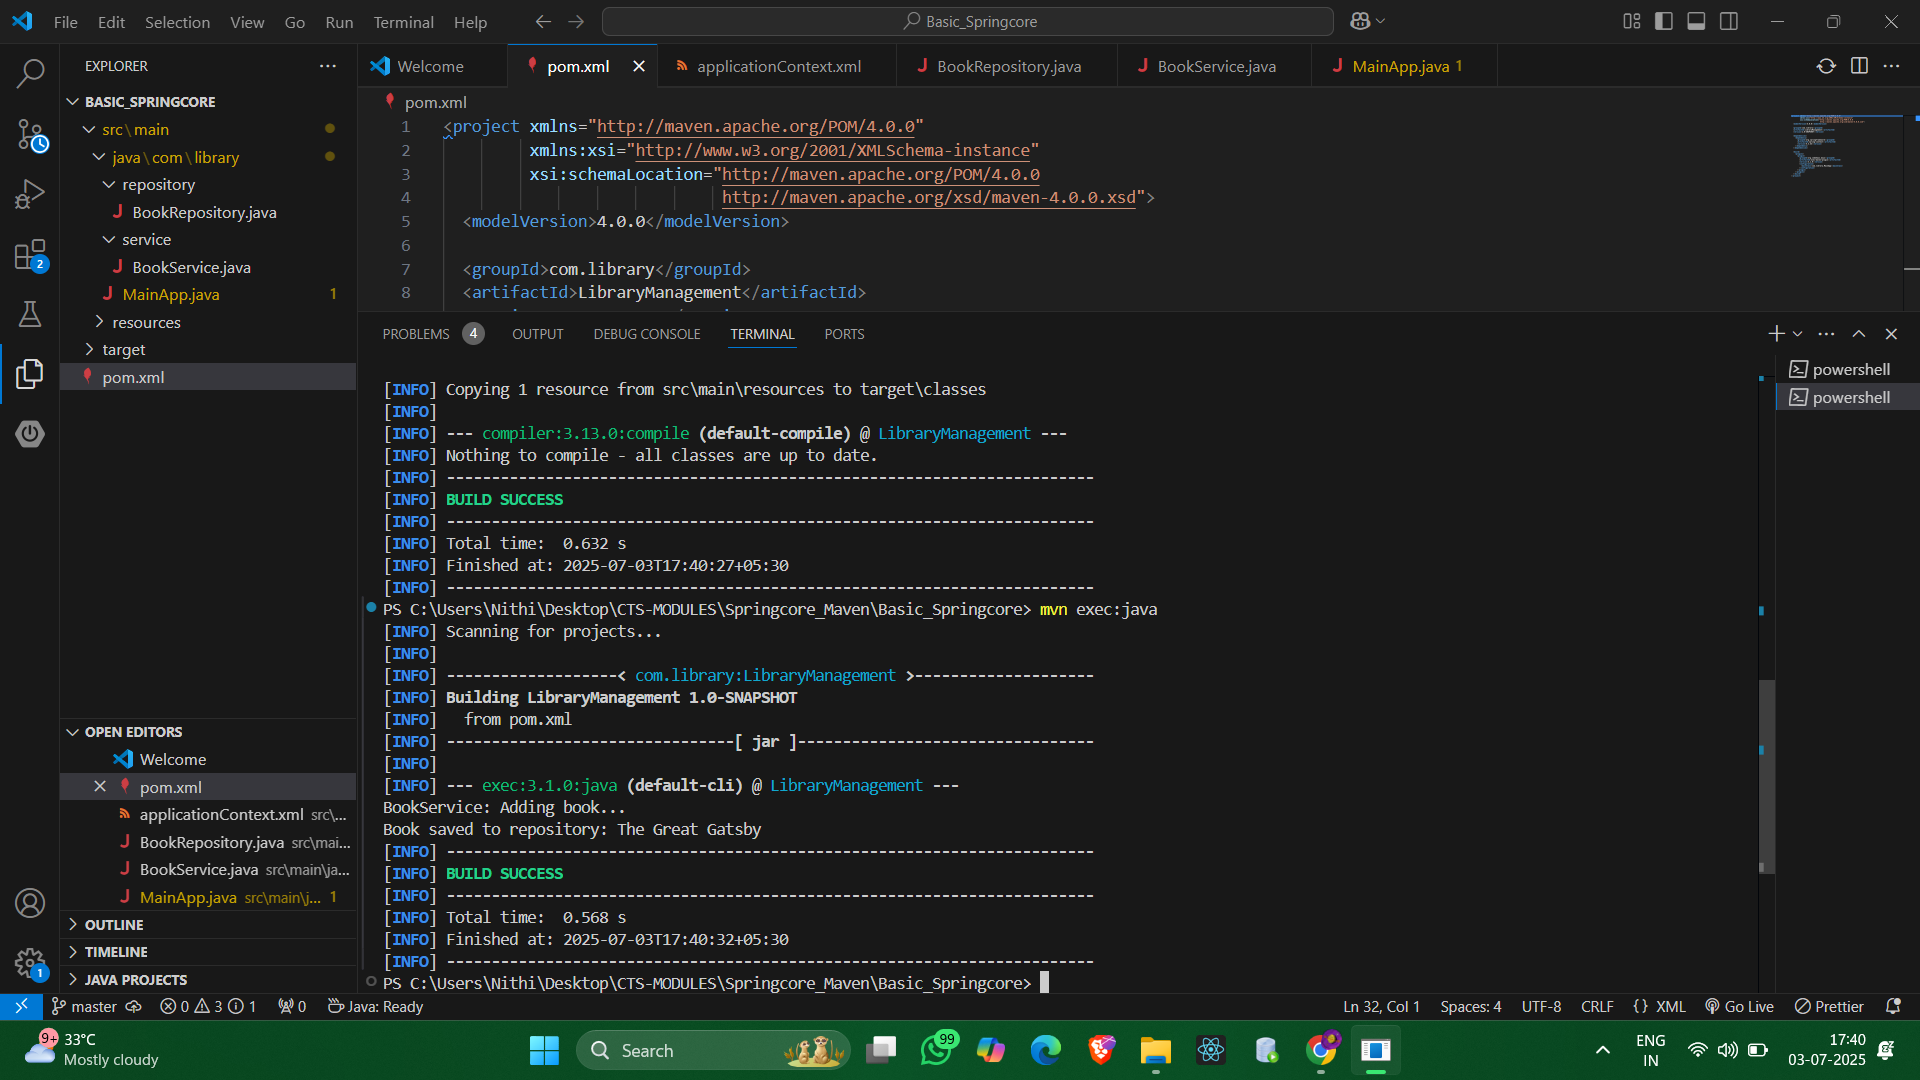 File Edit Selection View Go Run Terminal Help
Basic_Springcore
EXPLORER
BASIC_SPRINGCORE
src\main
java\com\library
repository
BookRepository.java
service
BookService.java
MainApp.java 1
resources
target
pom.xml
OPEN EDITORS
Welcome
pom.xml
applicationContext.xml src\...
BookRepository.java src\mai...
BookService.java src\main\ja...
MainApp.java src\main\j... 1
OUTLINE
TIMELINE
JAVA PROJECTS
2
1
Welcome
pom.xml
applicationContext.xml
BookRepository.java
BookService.java
MainApp.java 1
pom.xml
1 <project xmlns="http://maven.apache.org/POM/4.0.0"
2 xmlns:xsi="http://www.w3.org/2001/XMLSchema-instance"
3 xsi:schemaLocation="http://maven.apache.org/POM/4.0.0
4 http://maven.apache.org/xsd/maven-4.0.0.xsd">
5 <modelVersion>4.0.0</modelVersion>
6
7 <groupId>com.library</groupId>
8 <artifactId>LibraryManagement</artifactId>
PROBLEMS 4 OUTPUT DEBUG CONSOLE TERMINAL PORTS
powershell
powershell
[INFO] Copying 1 resource from src\main\resources to target\classes
[INFO]
[INFO] --- compiler:3.13.0:compile (default-compile) @ LibraryManagement ---
[INFO] Nothing to compile - all classes are up to date.
[INFO] ------------------------------------------------------------------------
[INFO] BUILD SUCCESS
[INFO] ------------------------------------------------------------------------
[INFO] Total time:  0.632 s
[INFO] Finished at: 2025-07-03T17:40:27+05:30
[INFO] ------------------------------------------------------------------------
PS C:\Users\Nithi\Desktop\CTS-MODULES\Springcore_Maven\Basic_Springcore> mvn exec:java
[INFO] Scanning for projects...
[INFO]
[INFO] -------------------< com.library:LibraryManagement >--------------------
[INFO] Building LibraryManagement 1.0-SNAPSHOT
[INFO]   from pom.xml
[INFO] --------------------------------[ jar ]---------------------------------
[INFO]
[INFO] --- exec:3.1.0:java (default-cli) @ LibraryManagement ---
BookService: Adding book...
Book saved to repository: The Great Gatsby
[INFO] ------------------------------------------------------------------------
[INFO] BUILD SUCCESS
[INFO] ------------------------------------------------------------------------
[INFO] Total time:  0.568 s
[INFO] Finished at: 2025-07-03T17:40:32+05:30
[INFO] ------------------------------------------------------------------------
PS C:\Users\Nithi\Desktop\CTS-MODULES\Springcore_Maven\Basic_Springcore>
master 0 3 1 0 Java: Ready Ln 32, Col 1 Spaces: 4 UTF-8 CRLF {} XML Go Live Prettier
9+ 33°C
Mostly cloudy
Search
99
ENG
IN
17:40
03-07-2025